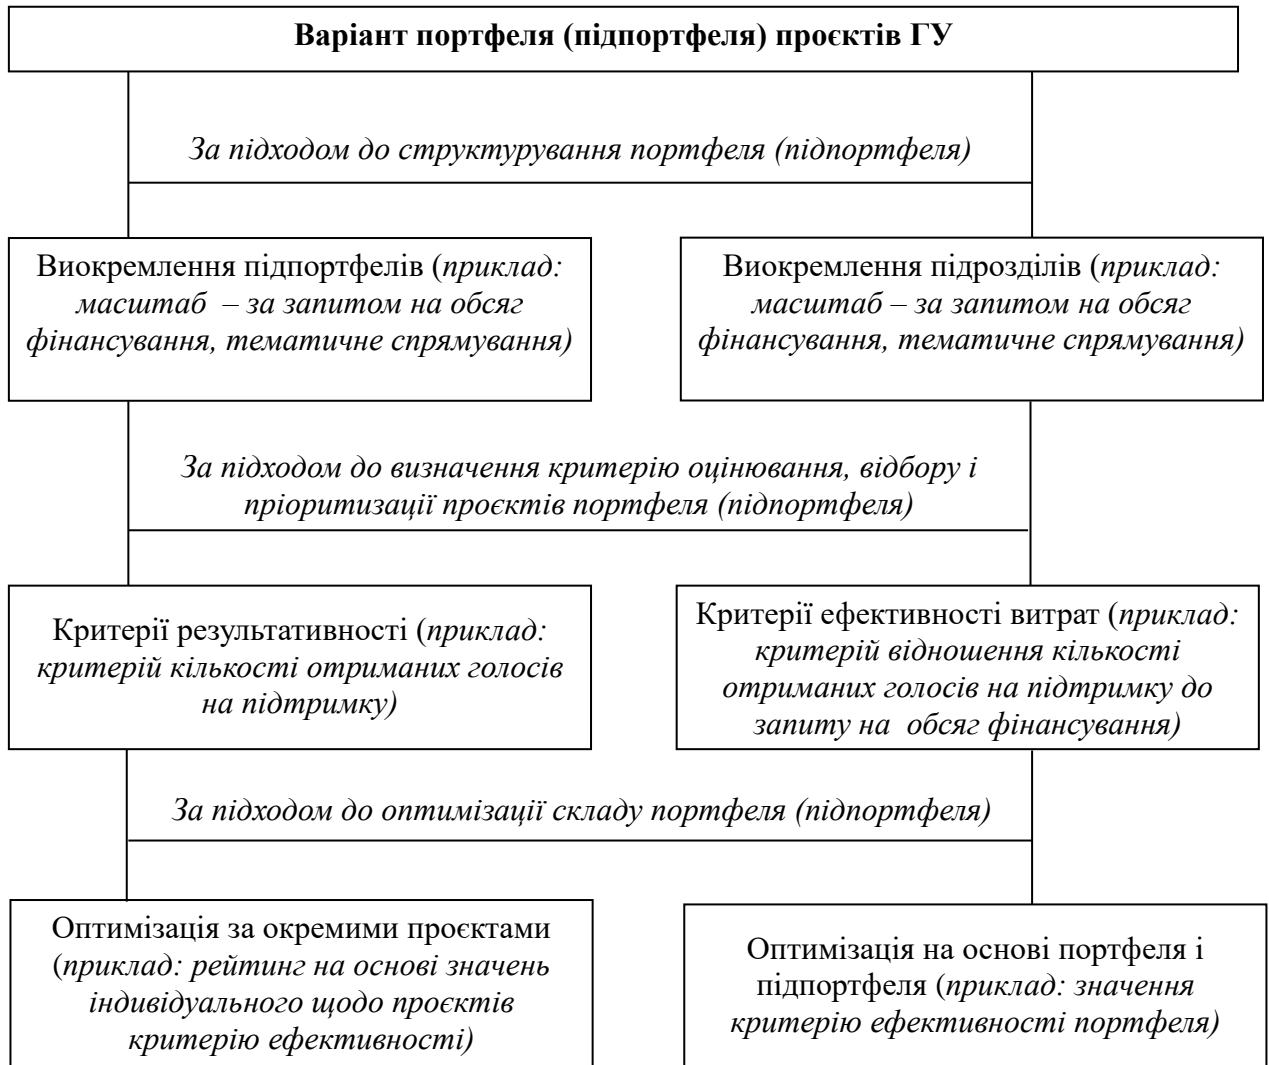 Варіант портфеля (підпортфеля) проєктів ГУ
За підходом до структурування портфеля (підпортфеля)
Виокремлення підпортфелів (приклад:
масштаб – за запитом на обсяг
фінансування, тематичне спрямування)
Виокремлення підрозділів (приклад:
масштаб – за запитом на обсяг
фінансування, тематичне спрямування)
За підходом до визначення критерію оцінювання, відбору і
пріоритизації проєктів портфеля (підпортфеля)
Критерії результативності (приклад:
критерій кількості отриманих голосів
на підтримку)
Критерії ефективності витрат (приклад:
критерій відношення кількості
отриманих голосів на підтримку до
запиту на обсяг фінансування)
За підходом до оптимізації складу портфеля (підпортфеля)
Оптимізація за окремими проєктами
(приклад: рейтинг на основі значень
індивідуального щодо проєктів
критерію ефективності)
Оптимізація на основі портфеля і
підпортфеля (приклад: значення
критерію ефективності портфеля)